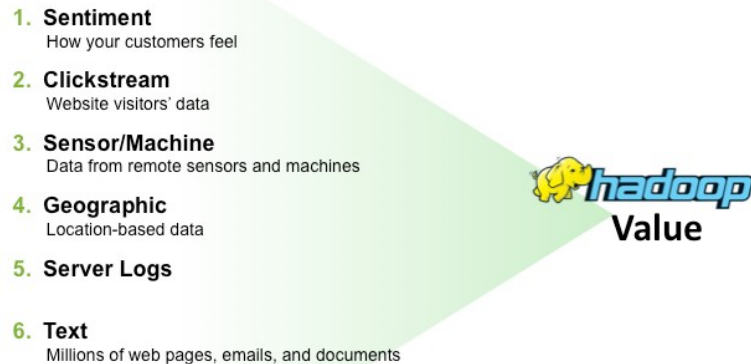 1. Sentiment
How your customers feel
2. Clickstream
Website visitors' data
3. Sensor/Machine
Data from remote sensors and machines
4. Geographic
Location-based data
5. Server Logs
6. Text
Millions of web pages, emails, and documents
hadoop
Value